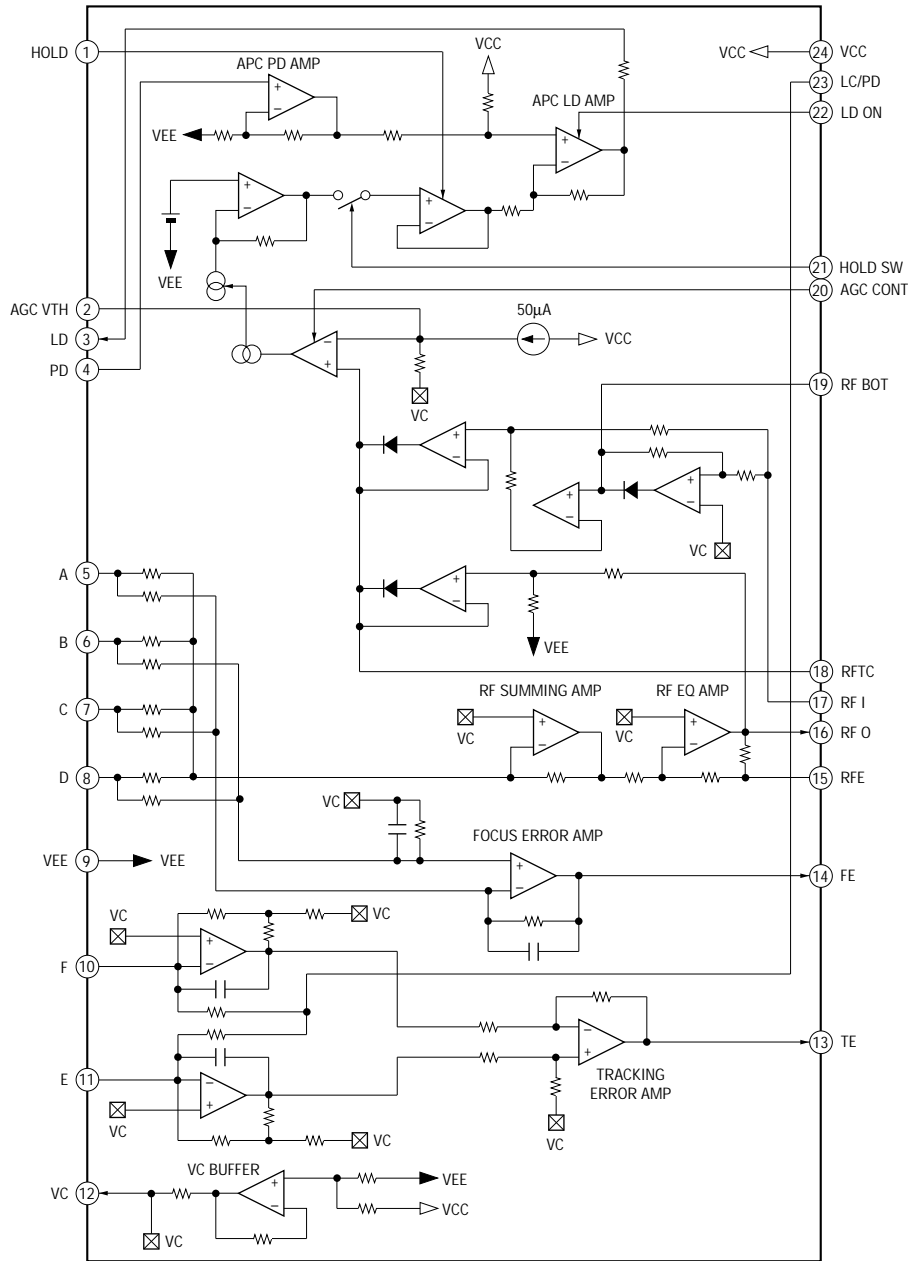 HOLD 1
24 VCC
VCC
VCC
APC PD AMP
23 LC/PD
APC LD AMP
22 LD ON
+
−
VEE
+
−
+
−
+
−
VEE
21 HOLD SW
20 AGC CONT
AGC VTH 2
50µA
LD 3
VCC
−
+
PD 4
VC
19 RF BOT
+
−
+
−
+
−
VC
A 5
+
−
B 6
VEE
18 RFTC
RF SUMMING AMP
RF EQ AMP
17 RF I
C 7
+
−
VC
+
−
VC
16 RF O
D 8
15 RFE
VC
FOCUS ERROR AMP
VEE 9
VEE
+
−
14 FE
VC
VC
+
−
F 10
−
+
13 TE
E 11
−
+
TRACKING
ERROR AMP
VC
VC
VC
VC BUFFER
VEE
+
−
VC 12
VCC
VC